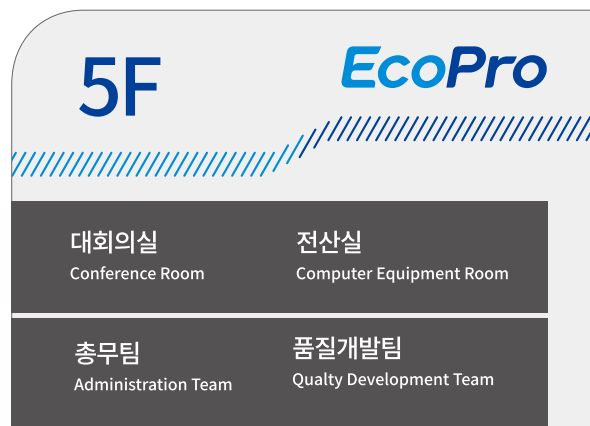 5F
EcoPro
대회의실
Conference Room
전산실
Computer Equipment Room
총무팀
Administration Team
품질개발팀
Qualty Development Team